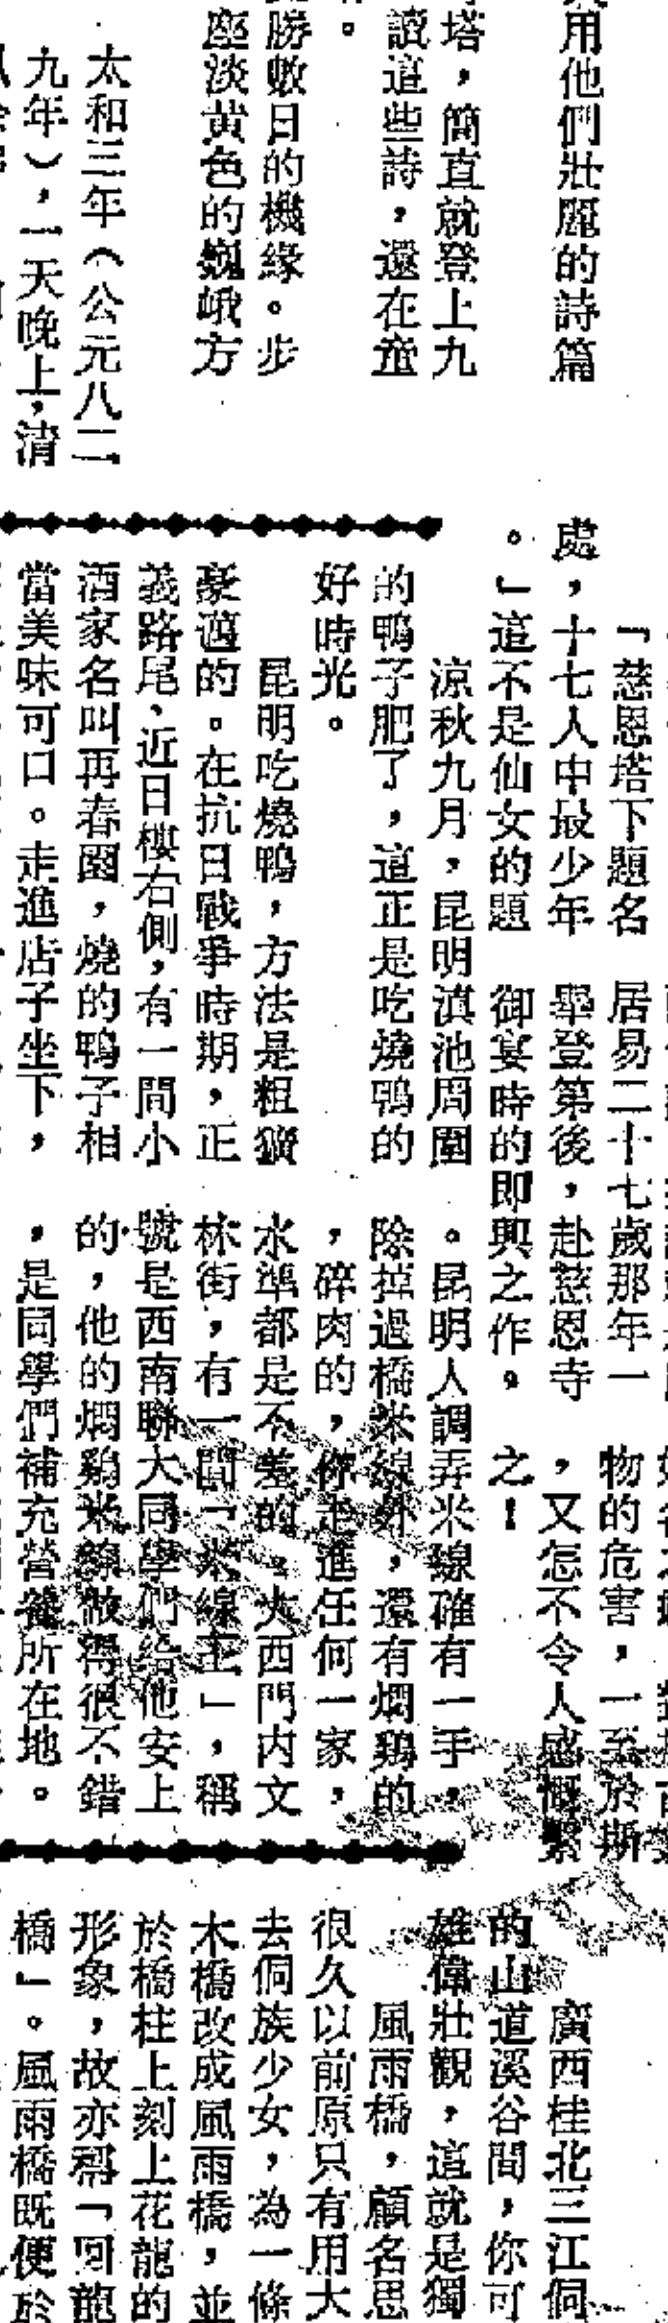 用他們壯麗的詩篇
塔，簡直就登上九
讀這些詩，還在童
勝數日的機緣。步
座淡黄色的巍峨方
太和三年（公元八二
九年），一天晚上，清
「慈恩塔下題名
處，十七人中最少年
。」這不是仙女的題
居易二十七歲那年一
舉登第後，赴慈恩寺
御宴時的即興之作。
物的危害，一至於斯
，又怎不令人感慨繫
之！
涼秋九月，昆明滇池周圍
的鴨子肥了，這正是吃燒鴨的
好時光。
昆明吃燒鴨，方法是粗獷
豪邁的。在抗日戰爭時期，正
義路尾、近日樓右側，有一間小
酒家名叫再春園，燒的鴨子相
當美味可口。走進店子坐下，
。昆明人調弄米線確有一手，
除掉過橋米線外，還有燜鷄的
，碎肉的，你走進任何一家，
水準都是不差的。大西門内文
林街，有一間「米線王」，稱
號是西南聯大同學們給他安上
的，他的燜鷄米線做得很不錯
，是同學們補充營養所在地。
廣西桂北三江侗
的山道溪谷間，你可
雄偉壯觀，這就是獨
風雨橋，顧名思
很久以前原只有用大
去侗族少女，為一條
木橋改成風雨橋，並
於橋柱上刻上花龍的
形象，故亦稱「回龍
橋」。風雨橋既便於